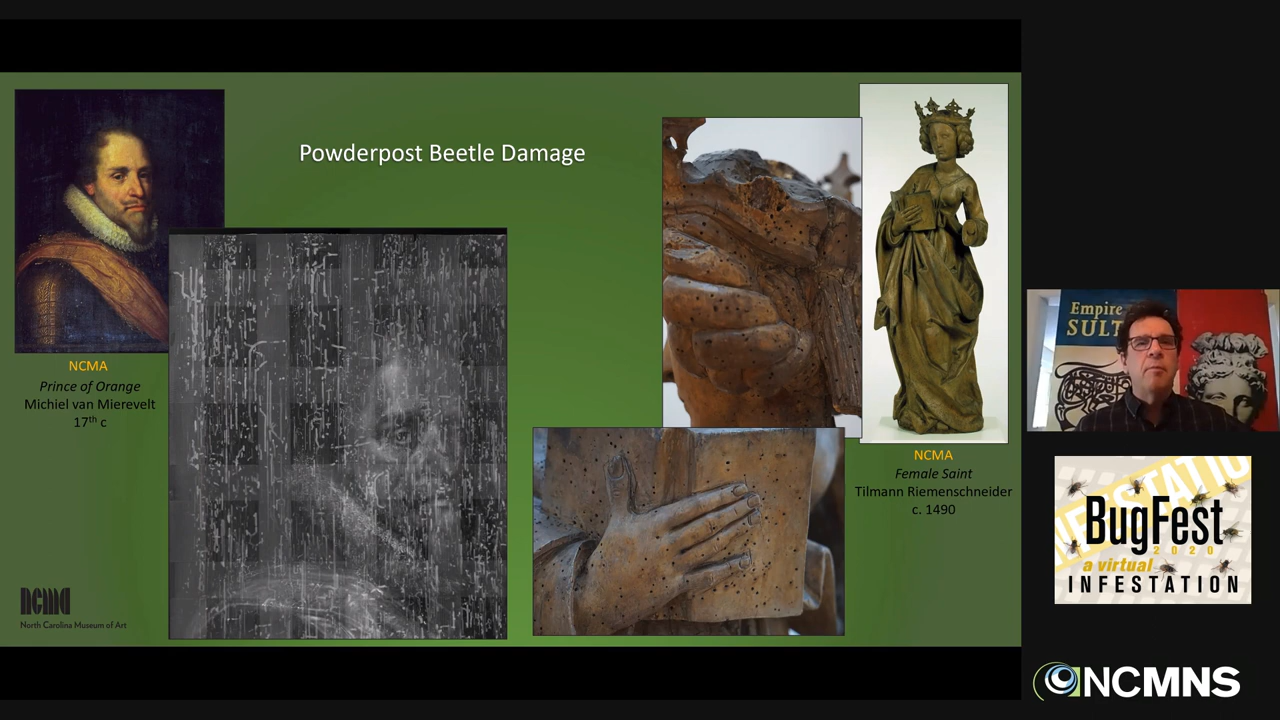 Powderpost Beetle Damage
NCMA
Prince of Orange
Michiel van Mierevelt
17th c
NCMA
Female Saint
Tilmann Riemenschneider
c. 1490
ncma
North Carolina Museum of Art
Empire
SULT
INFESTATIO
BugFest
2020
a virtual
INFESTATION
NCMNS